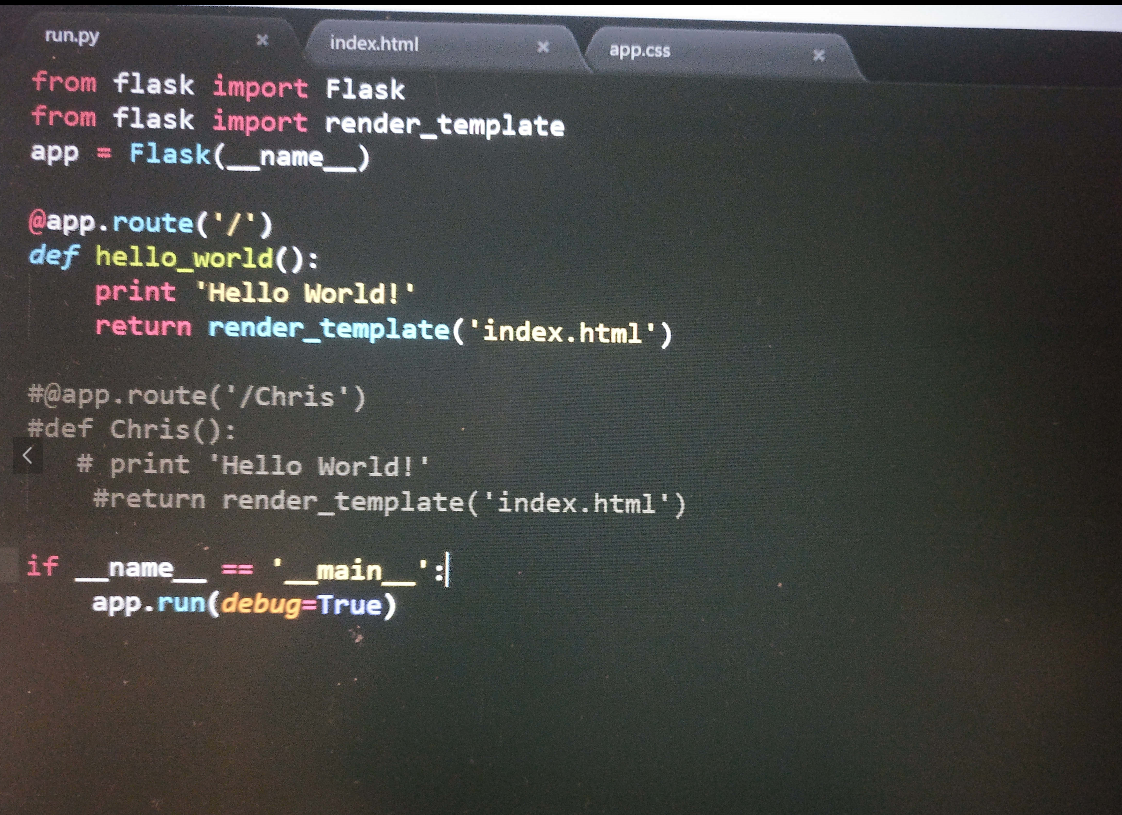 run.py × index.html × app.css ×
from flask import Flask
from flask import render_template
app = Flask(__name__)
@app.route('/')
def hello_world():
print 'Hello World!'
return render_template('index.html')
#@app.route('/Chris')
#def Chris():
# print 'Hello World!'
#return render_template('index.html')
if __name__ == '__main__':
app.run(debug=True)